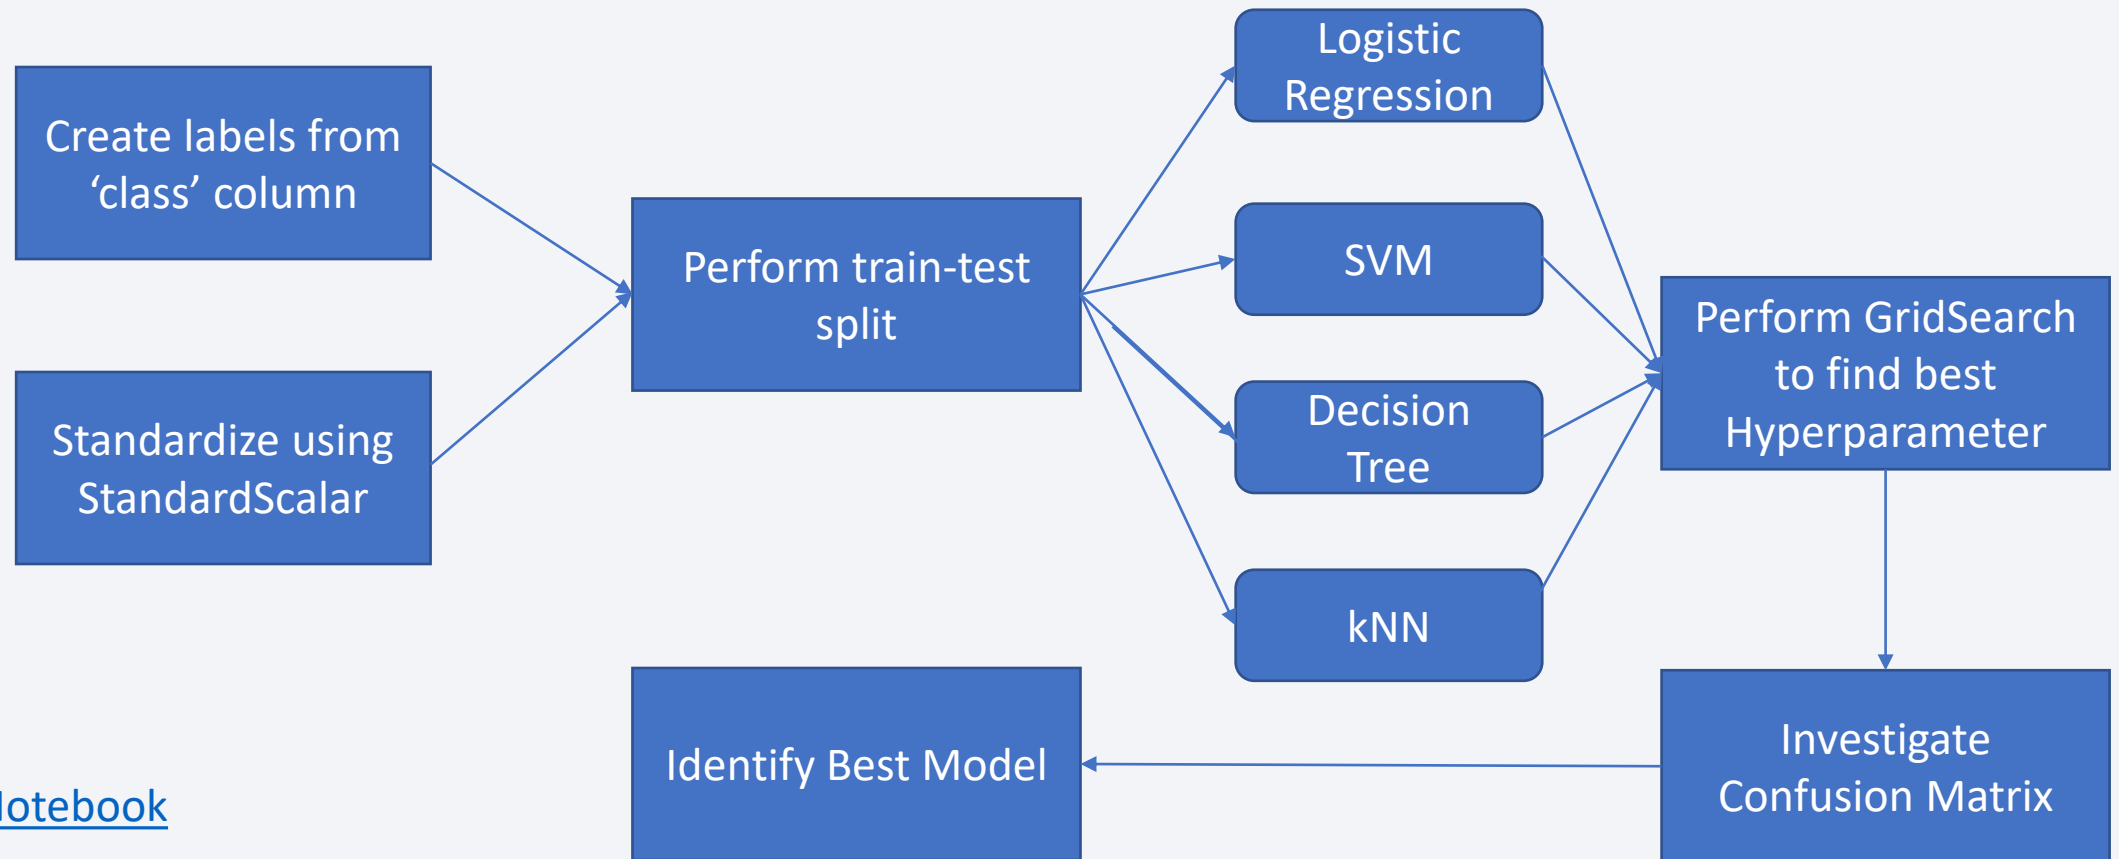 Create labels from
‘class’ column
Standardize using
StandardScalar
Perform train-test
split
Logistic
Regression
SVM
Decision
Tree
kNN
Perform GridSearch
to find best
Hyperparameter
Investigate
Confusion Matrix
Identify Best Model
Notebook